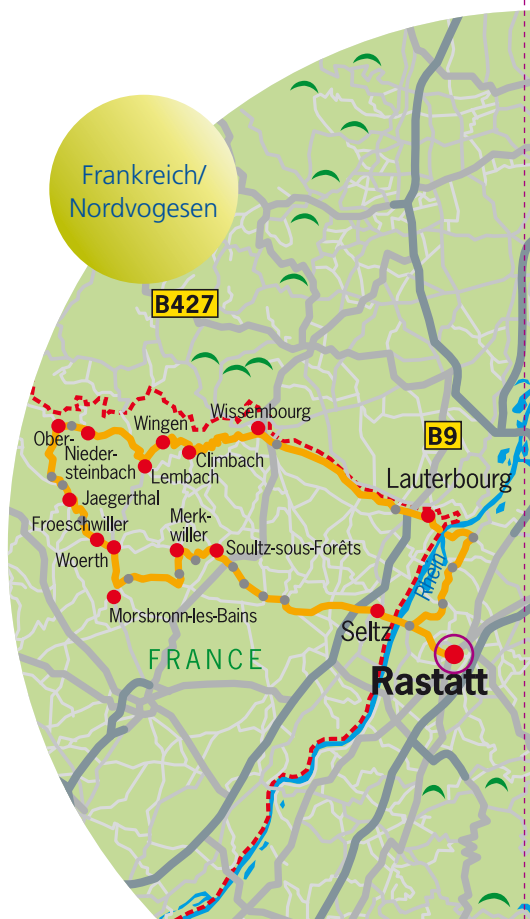 Frankreich/
Nordvogesen
B427
Wissembourg
Wingen
Ober-
Nieder-
steinbach
Climbach
Lembach
B9
Lauterbourg
Jaegerthal
Froeschwiller
Merk-
willer
Woerth
Soultz-sous-Forêts
Rhein
Morsbronn-les-Bains
Seltz
FRANCE
Rastatt